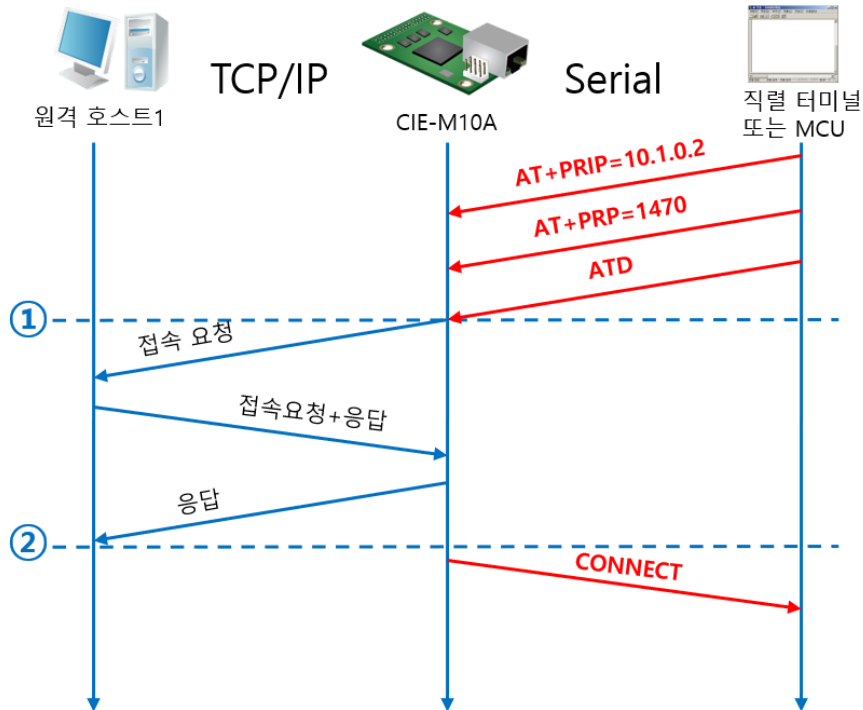 TCP/IP
Serial
원격 호스트1
CIE-M10A
직렬 터미널
또는 MCU
AT+PRIP=10.1.0.2
AT+PRP=1470
ATD
①
접속 요청
접속요청+응답
응답
②
CONNECT